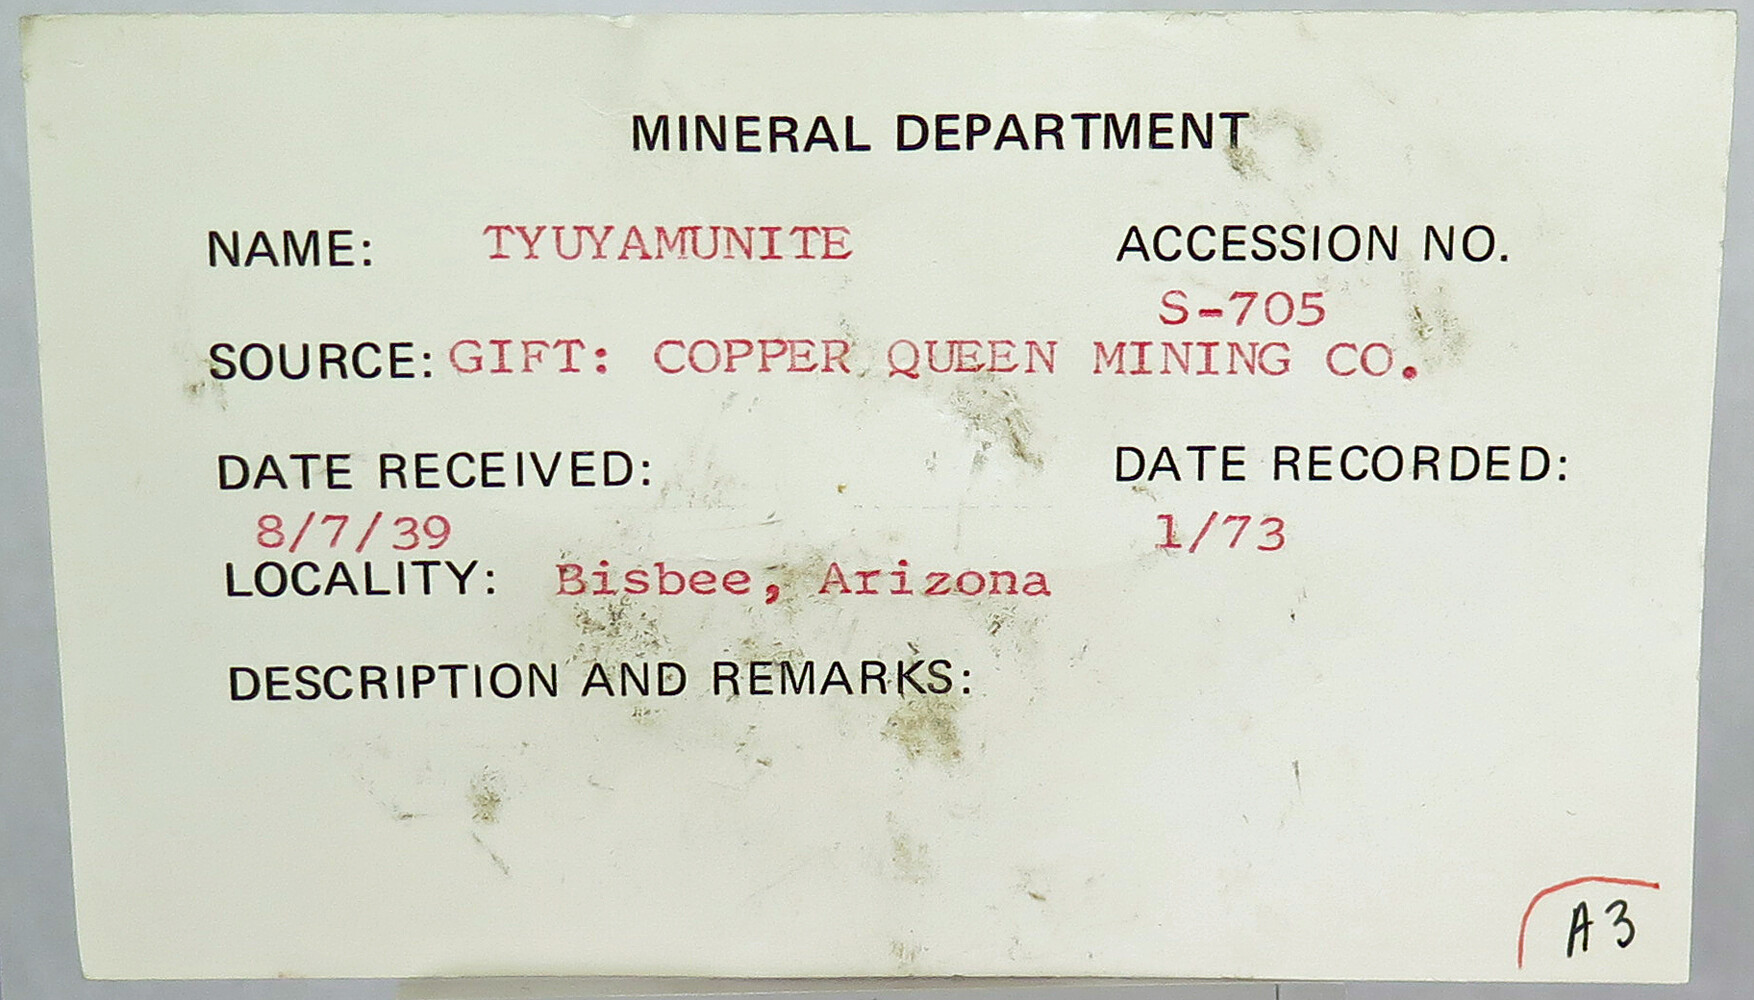 MINERAL DEPARTMENT
NAME: TYUYAMUNITE ACCESSION NO.
S-705
SOURCE: GIFT: COPPER QUEEN MINING CO.
DATE RECEIVED: DATE RECORDED:
8/7/39 1/73
LOCALITY: Bisbee, Arizona
DESCRIPTION AND REMARKS:
A3